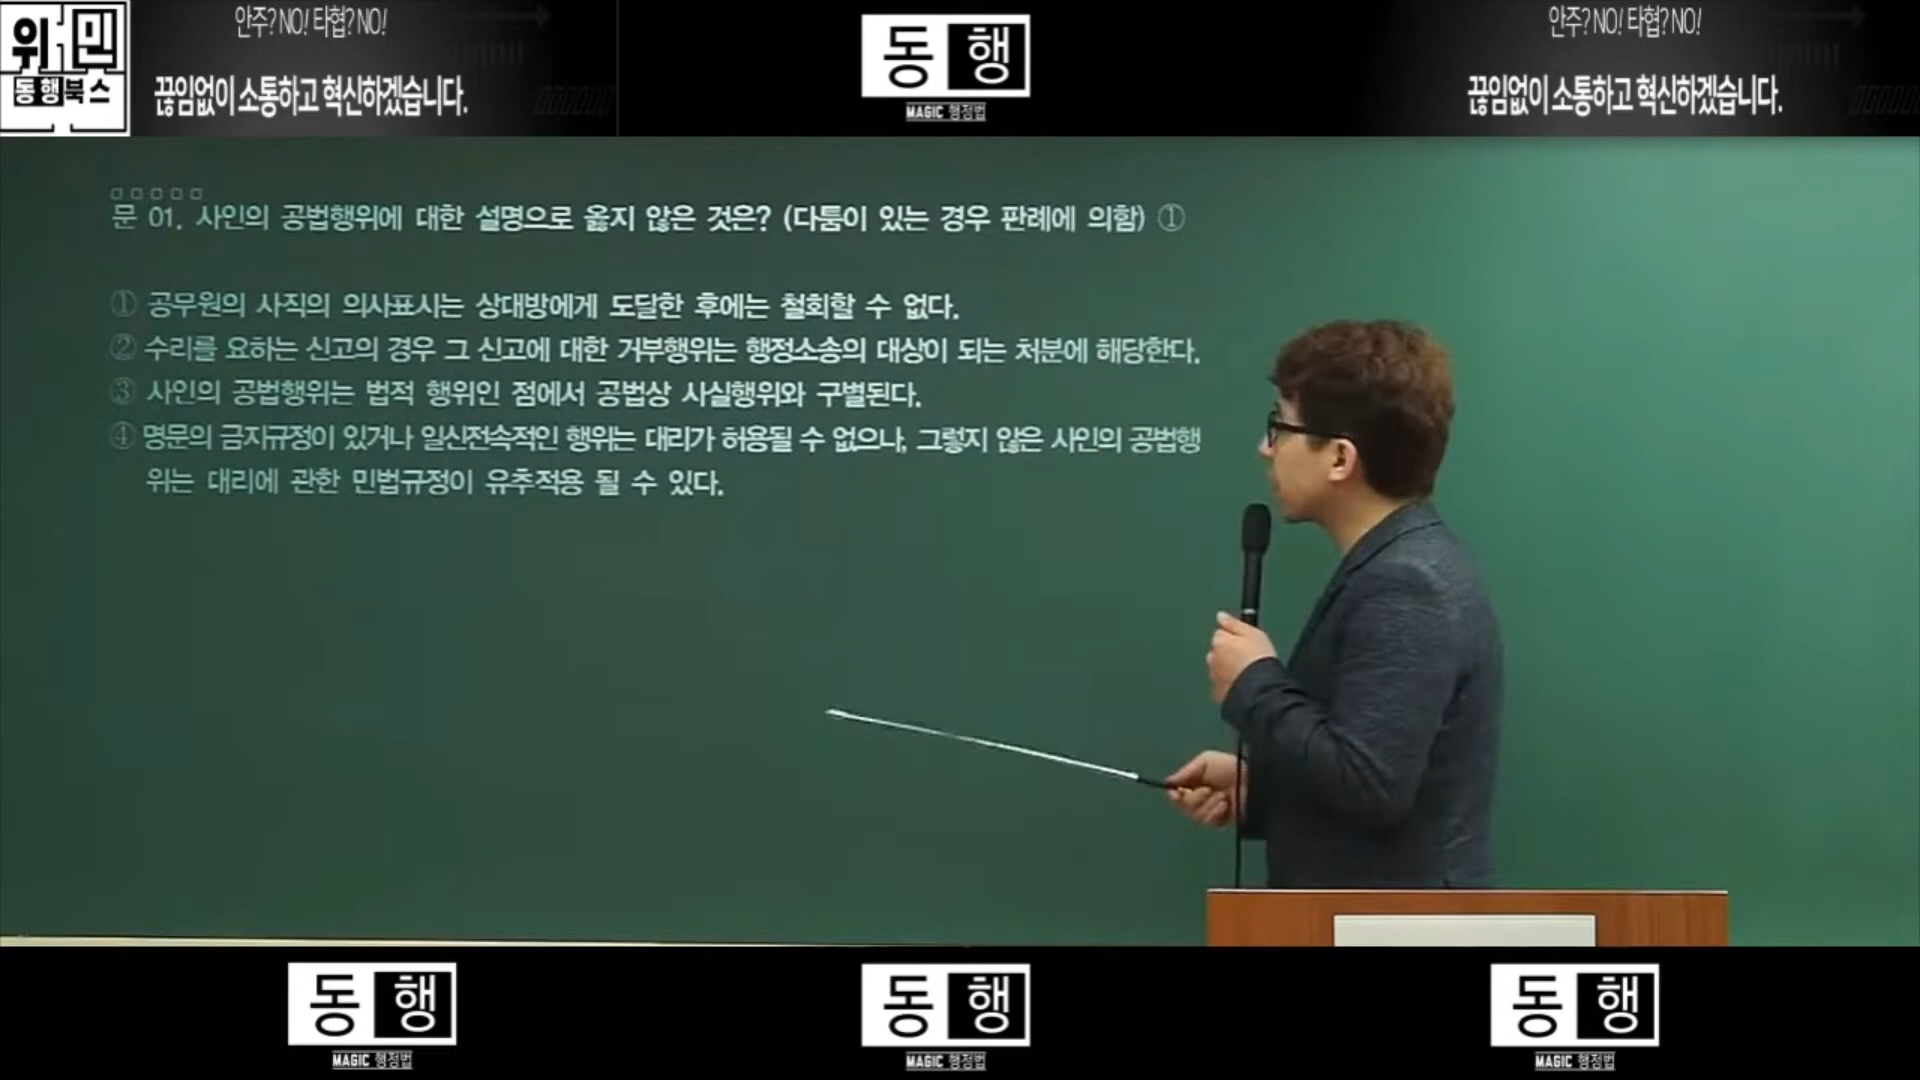 위민
동행북스
안주? NO! 타협? NO!
끊임없이 소통하고 혁신하겠습니다.
동행
MAGIC 행정법
안주? NO! 타협? NO!
끊임없이 소통하고 혁신하겠습니다.
□□□□□
문 01. 사인의 공법행위에 대한 설명으로 옳지 않은 것은? (다툼이 있는 경우 판례에 의함) ①
① 공무원의 사직의 의사표시는 상대방에게 도달한 후에는 철회할 수 없다.
② 수리를 요하는 신고의 경우 그 신고에 대한 거부행위는 행정소송의 대상이 되는 처분에 해당한다.
③ 사인의 공법행위는 법적 행위인 점에서 공법상 사실행위와 구별된다.
④ 명문의 금지규정이 있거나 일신전속적인 행위는 대리가 허용될 수 없으나, 그렇지 않은 사인의 공법행
위는 대리에 관한 민법규정이 유추적용 될 수 있다.
동행
MAGIC 행정법
동행
MAGIC 행정법
동행
MAGIC 행정법